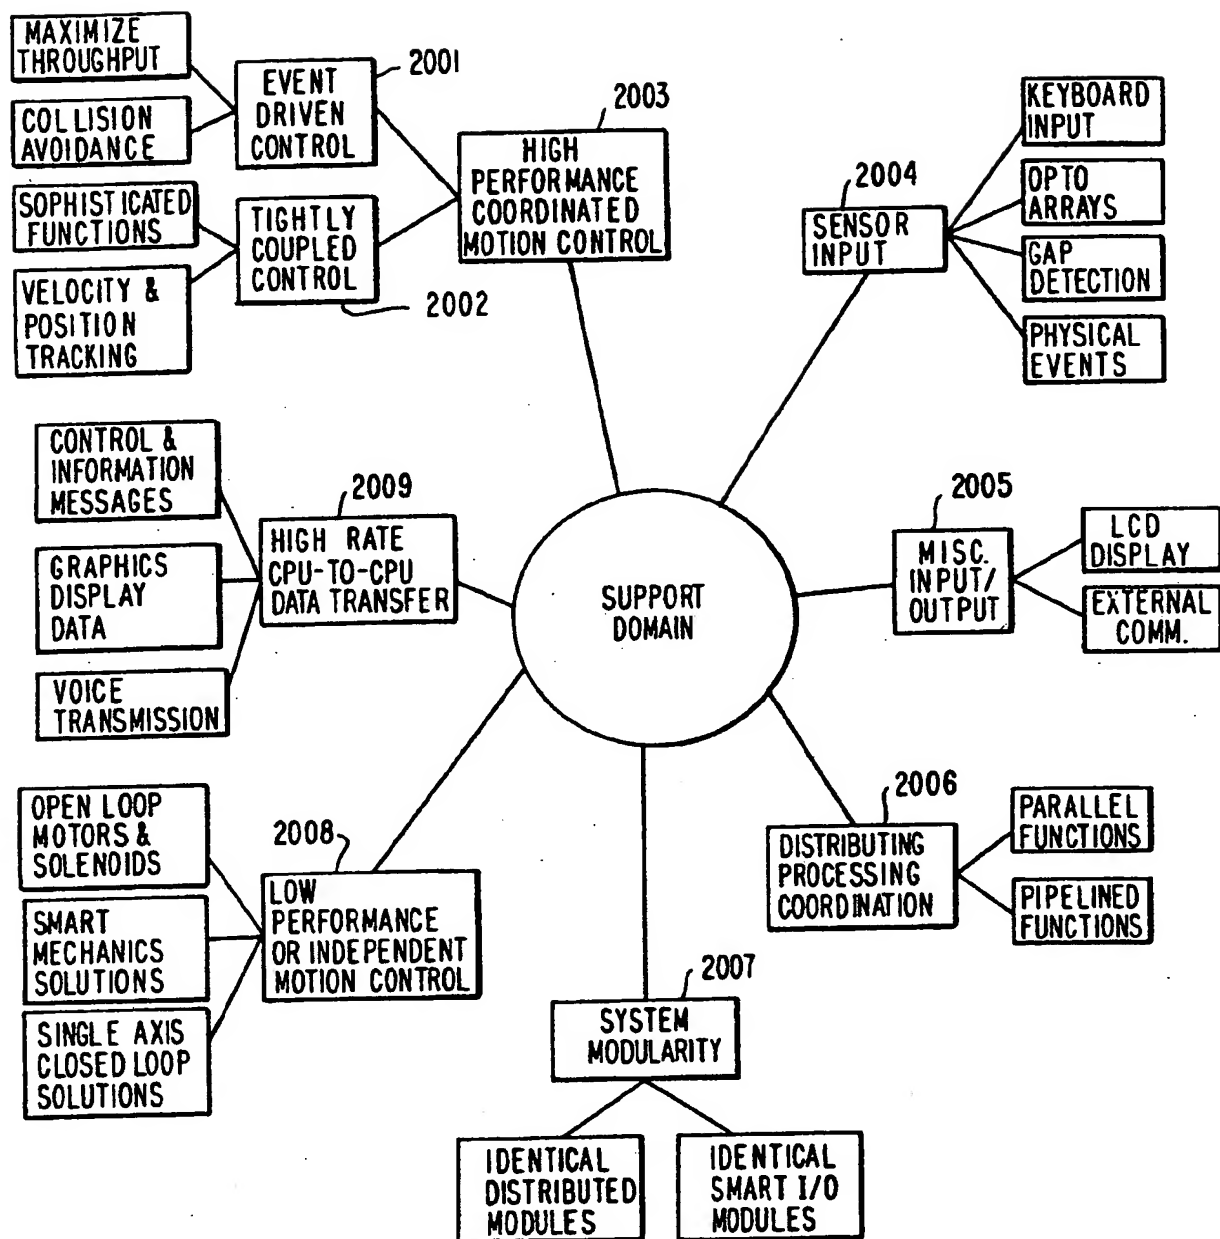 MAXIMIZE
THROUGHPUT
COLLISION
AVOIDANCE
SOPHISTICATED
FUNCTIONS
VELOCITY &
POSITION
TRACKING
EVENT
DRIVEN
CONTROL
2001
TIGHTLY
COUPLED
CONTROL
2002
2003
HIGH
PERFORMANCE
COORDINATED
MOTION CONTROL
2004
SENSOR
INPUT
KEYBOARD
INPUT
OPTO
ARRAYS
GAP
DETECTION
PHYSICAL
EVENTS
CONTROL &
INFORMATION
MESSAGES
GRAPHICS
DISPLAY
DATA
VOICE
TRANSMISSION
2009
HIGH RATE
CPU-TO-CPU
DATA TRANSFER
SUPPORT
DOMAIN
2005
MISC.
INPUT/
OUTPUT
LCD
DISPLAY
EXTERNAL
COMM.
OPEN LOOP
MOTORS &
SOLENOIDS
SMART
MECHANICS
SOLUTIONS
SINGLE AXIS
CLOSED LOOP
SOLUTIONS
2008
LOW
PERFORMANCE
OR INDEPENDENT
MOTION CONTROL
2006
DISTRIBUTING
PROCESSING
COORDINATION
PARALLEL
FUNCTIONS
PIPELINED
FUNCTIONS
2007
SYSTEM
MODULARITY
IDENTICAL
DISTRIBUTED
MODULES
IDENTICAL
SMART I/O
MODULES